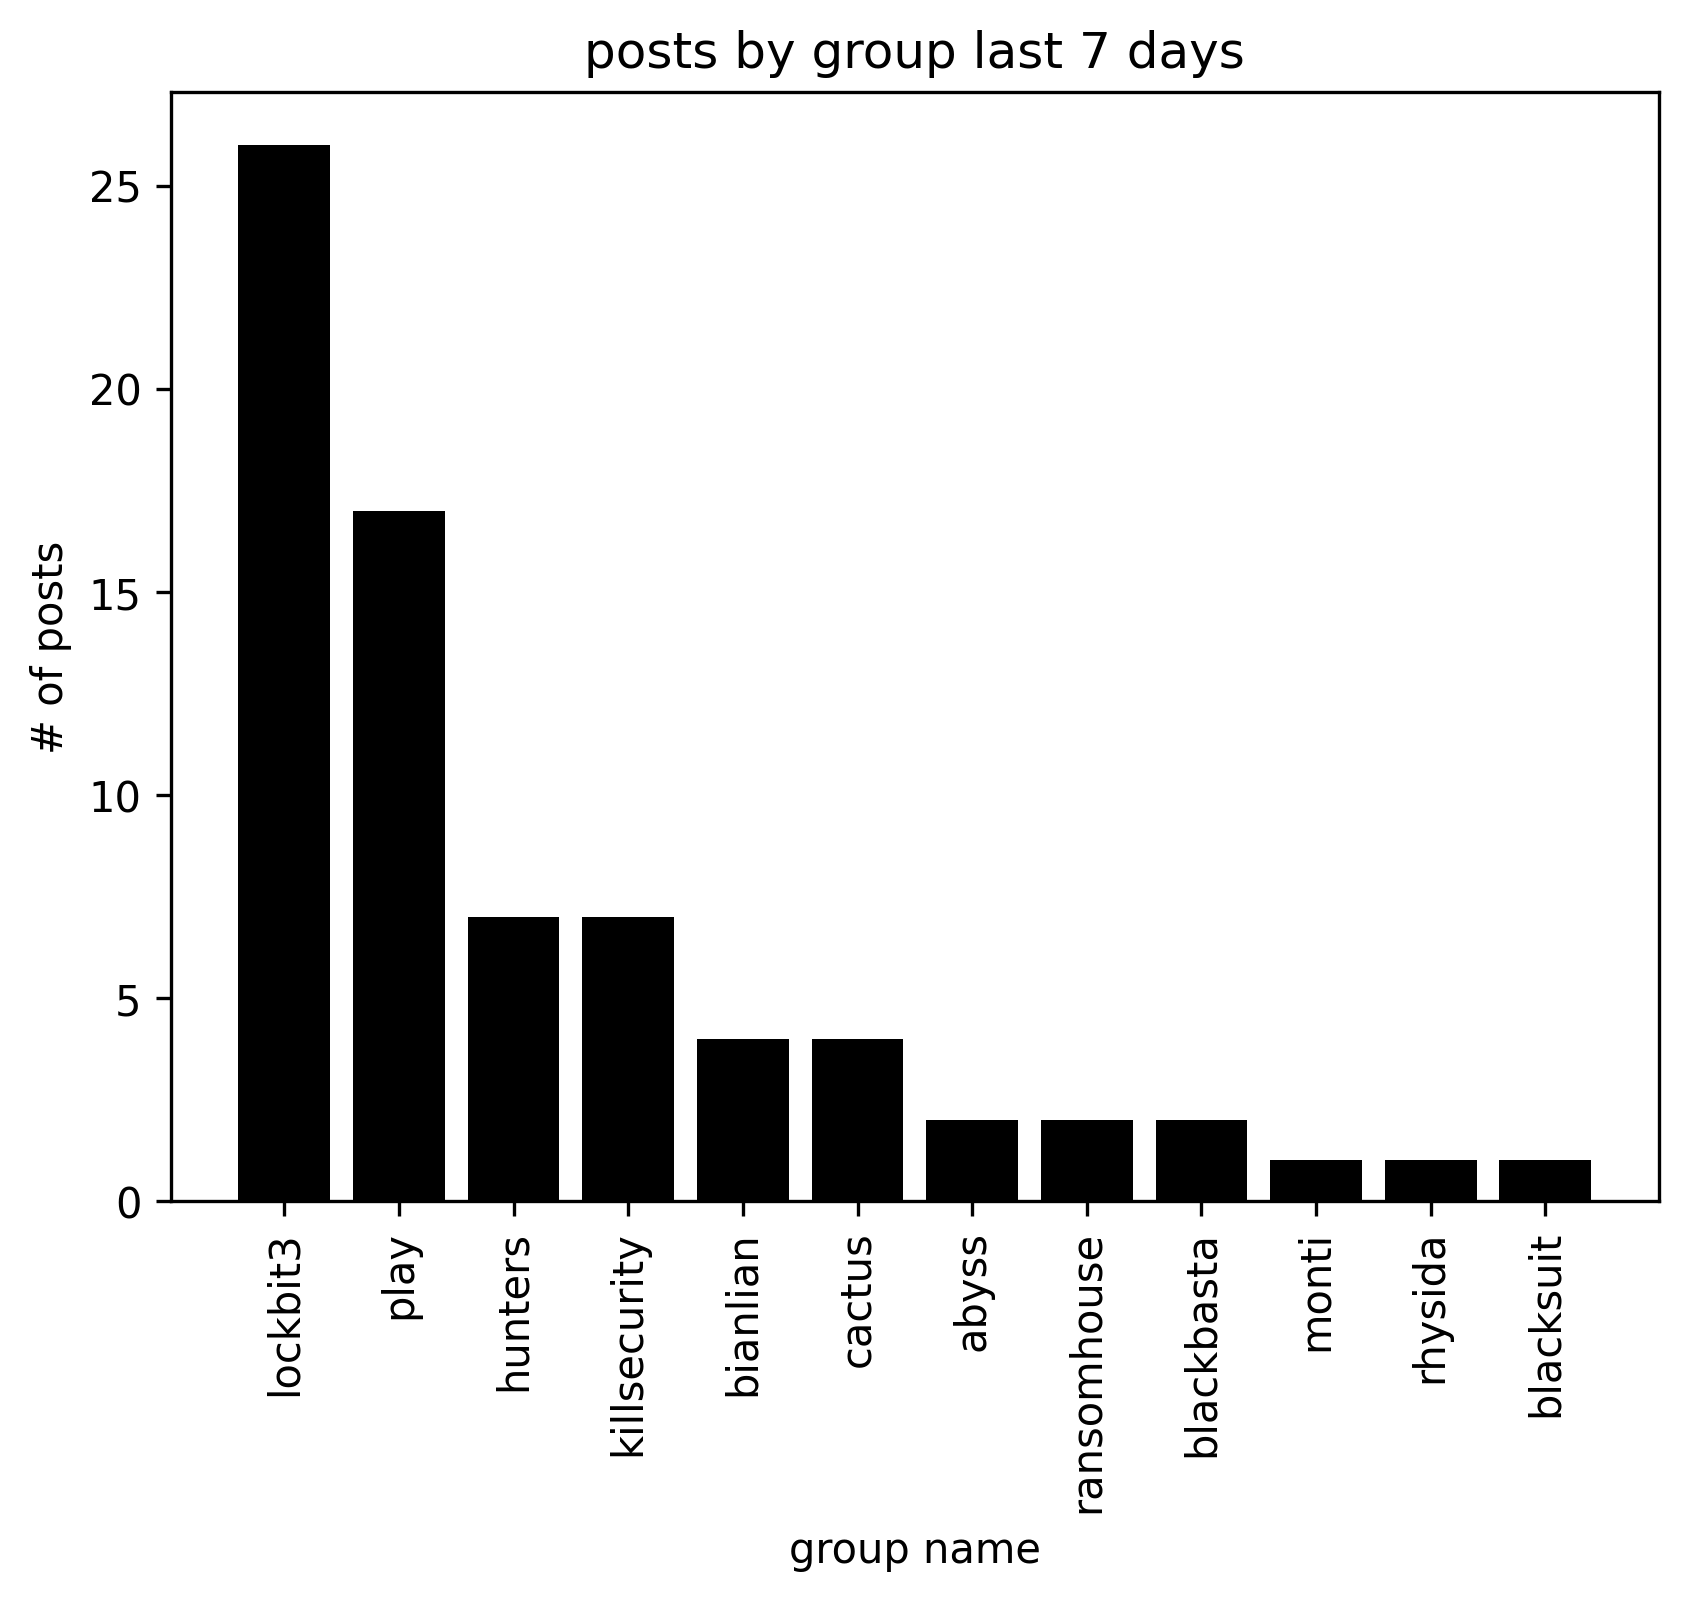 posts by group last 7 days
# of posts
25
20
15
10
5
0
lockbit3
play
hunters
killsecurity
bianlian
cactus
abyss
ransomhouse
blackbasta
monti
rhysida
blacksuit
group name